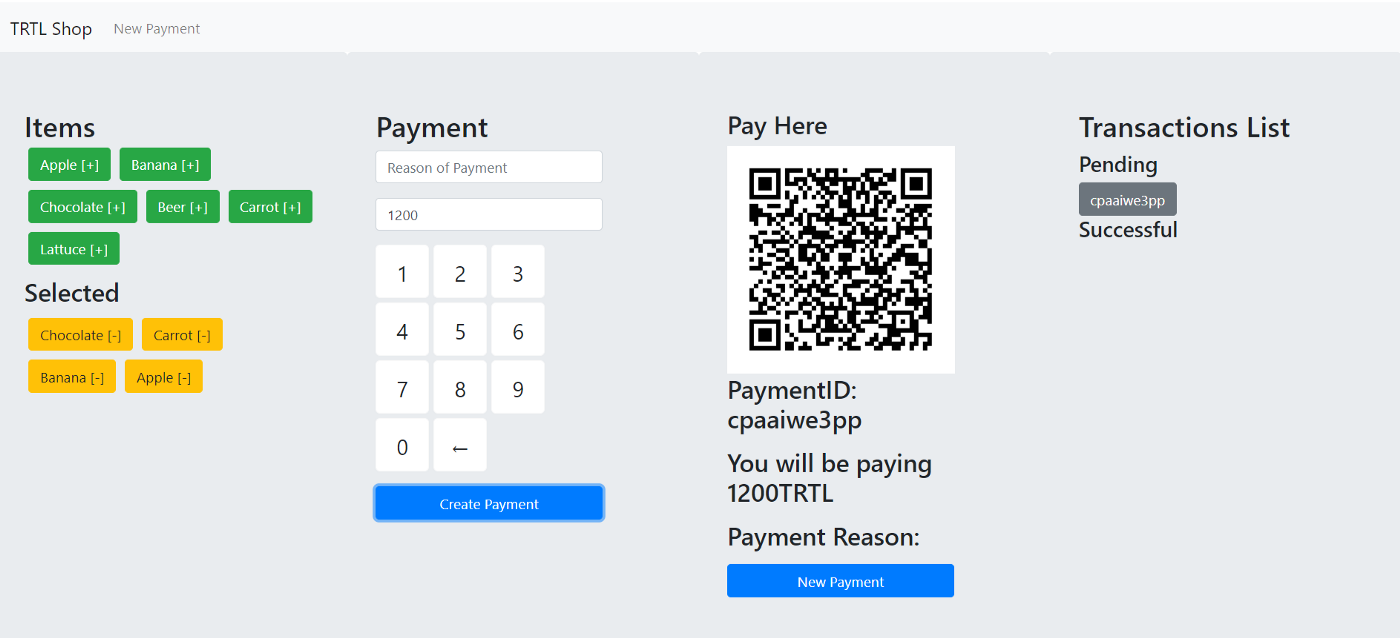 TRTL Shop New Payment
Items
Apple [+] Banana [+]
Chocolate [+] Beer [+] Carrot [+]
Lattuce [+]
Selected
Chocolate [-] Carrot [-]
Banana [-] Apple [-]
Payment
Reason of Payment
1200
1 2 3
4 5 6
7 8 9
0 ←
Create Payment
Pay Here
PaymentID:
cpaaiwe3pp
You will be paying
1200TRTL
Payment Reason:
New Payment
Transactions List
Pending
cpaaiwe3pp
Successful